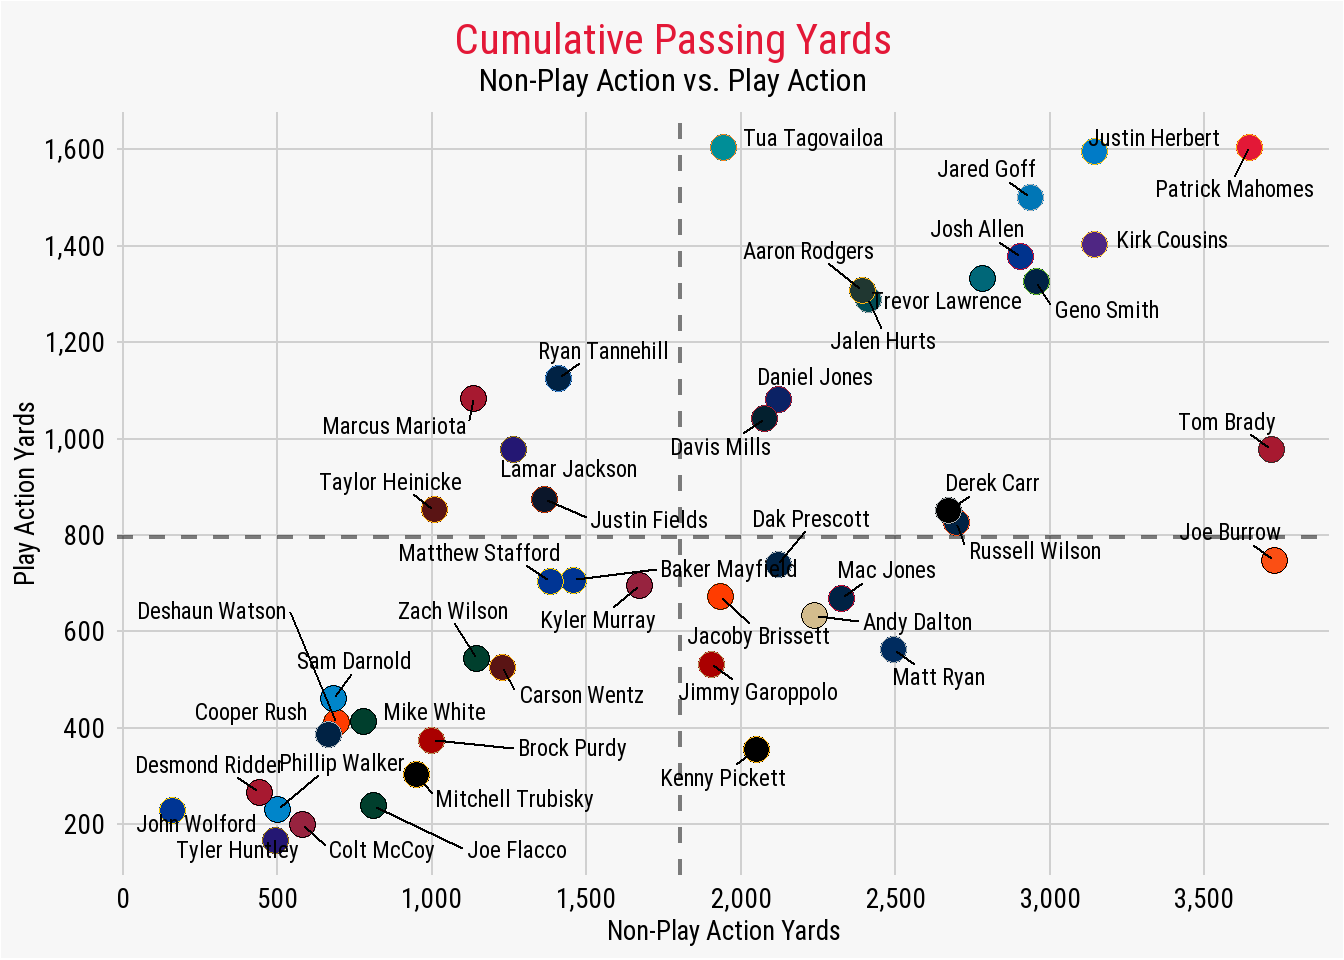 Cumulative Passing Yards
Non-Play Action vs. Play Action
Play Action Yards
1,600
1,400
1,200
1,000
800
600
400
200
Tua Tagovailoa
Justin Herbert
Jared Goff
Patrick Mahomes
Josh Allen
Kirk Cousins
Aaron Rodgers
Trevor Lawrence
Geno Smith
Jalen Hurts
Ryan Tannehill
Daniel Jones
Marcus Mariota
Tom Brady
Davis Mills
Lamar Jackson
Taylor Heinicke
Derek Carr
Justin Fields
Dak Prescott
Joe Burrow
Russell Wilson
Matthew Stafford
Baker Mayfield
Mac Jones
Deshaun Watson
Zach Wilson
Kyler Murray
Andy Dalton
Jacoby Brissett
Sam Darnold
Matt Ryan
Carson Wentz
Jimmy Garoppolo
Cooper Rush
Mike White
Brock Purdy
Desmond Ridder
Phillip Walker
Kenny Pickett
Mitchell Trubisky
John Wolford
Tyler Huntley
Colt McCoy
Joe Flacco
0
500
1,000
1,500
2,000
2,500
3,000
3,500
Non-Play Action Yards